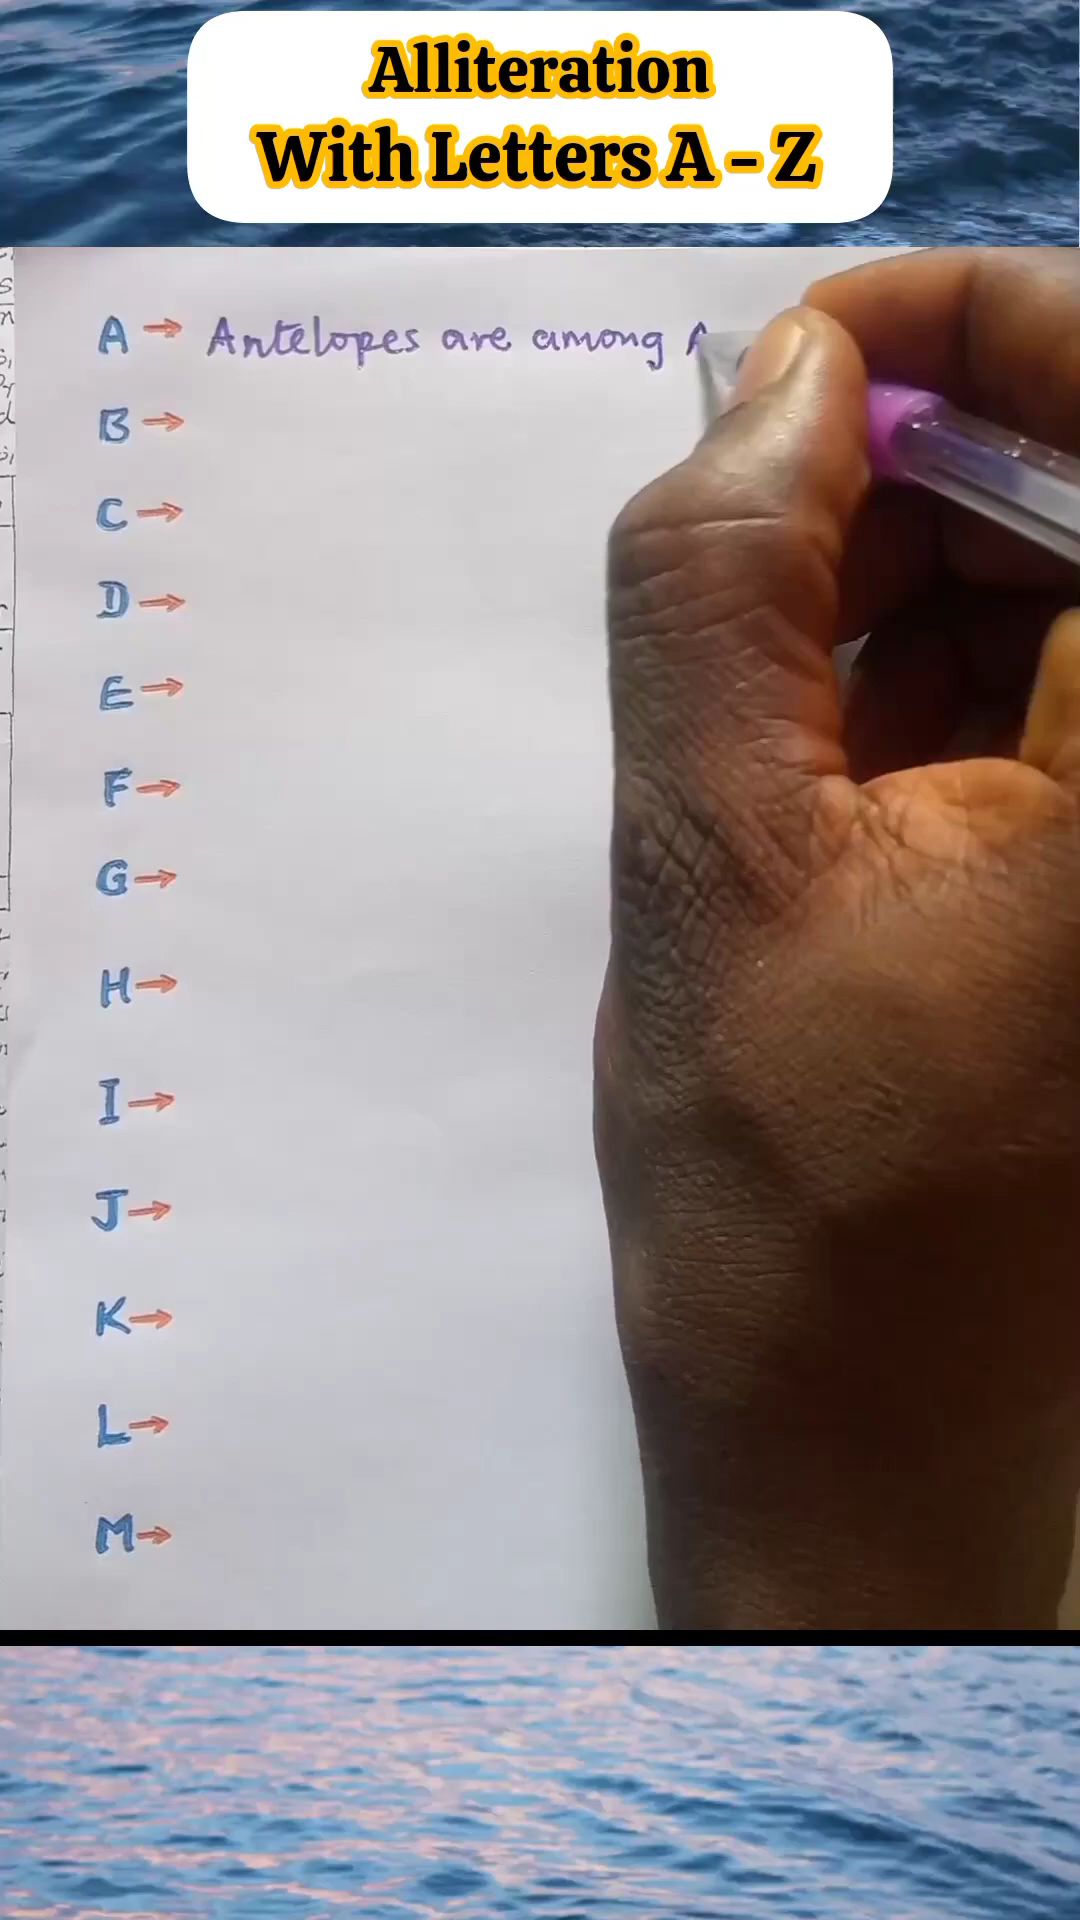 Alliteration
With Letters A - Z
A → Antelopes are among A
B →
C →
D →
E →
F →
G →
H →
I →
J →
K →
L →
M →